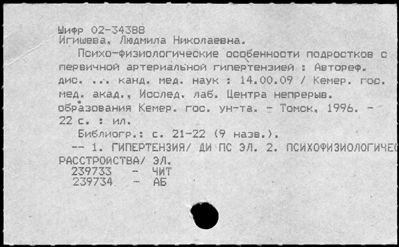 Шифр 02-343ВВ
Игишева, Людмила Николаевна.
Психо-физиологические особенности подростков с
первичной артериальной гипертензией : Автореф.
дис. ... канд. мед. наук : 14.00.09 / Кемер. гос.
мед. акад., Исслед. лаб. Центра непрерыв.
образования Кемер. гос. ун-та. - Томск, 1996. -
22 с. : ил.
Библиогр.: с. 21-22 (9 назв.).
-- 1. ГИПЕРТЕНЗИЯ/ ДИ ПС ЭЛ. 2. ПСИХОФИЗИОЛОГИЧЕС
РАССТРОЙСТВА/ ЭЛ.
239733 - ЧИТ
239734 - АБ